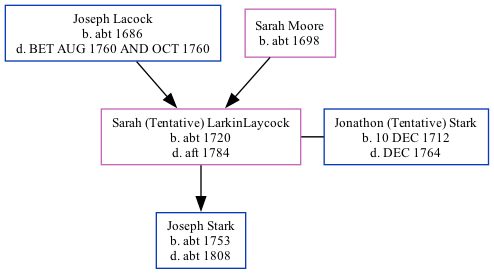 Joseph Lacock
b. abt 1686
d. BET AUG 1760 AND OCT 1760
Sarah Moore
b. abt 1698
Sarah (Tentative) LarkinLaycock
b. abt 1720
d. aft 1784
Jonathon (Tentative) Stark
b. 10 DEC 1712
d. DEC 1764
Joseph Stark
b. abt 1753
d. abt 1808